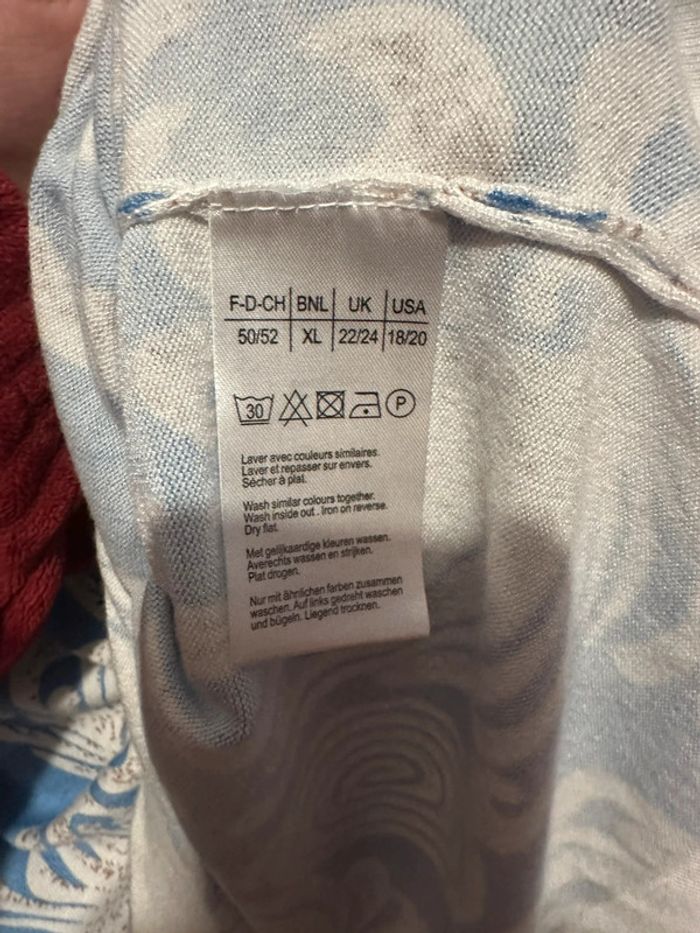 F-D-CH BNL UK USA
50/52 XL 22/24 18/20
30 P
Laver avec couleurs similaires.
Laver et repasser sur envers.
Sécher à plat.
Wash similar colours together.
Wash inside out . Iron on reverse.
Dry flat.
Met gelijkaardige kleuren wassen.
Averechts wassen en strijken.
Plat drogen.
Nur mit ähnlichen farben zusammen
waschen. Auf links gedreht waschen
und bügeln. Liegend trocknen.